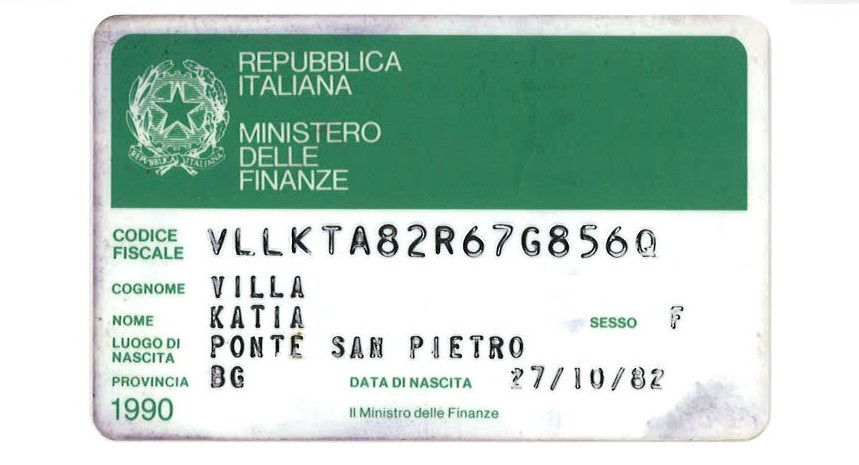 REPUBBLICA
ITALIANA
MINISTERO
DELLE
FINANZE
REPVBBLICA ITALIANA
CODICE
FISCALE VLLKTA82R67G856Q
COGNOME VILLA
NOME KATIA SESSO F
LUOGO DI
NASCITA PONTE SAN PIETRO
PROVINCIA BG DATA DI NASCITA 27/10/82
1990 Il Ministro delle Finanze